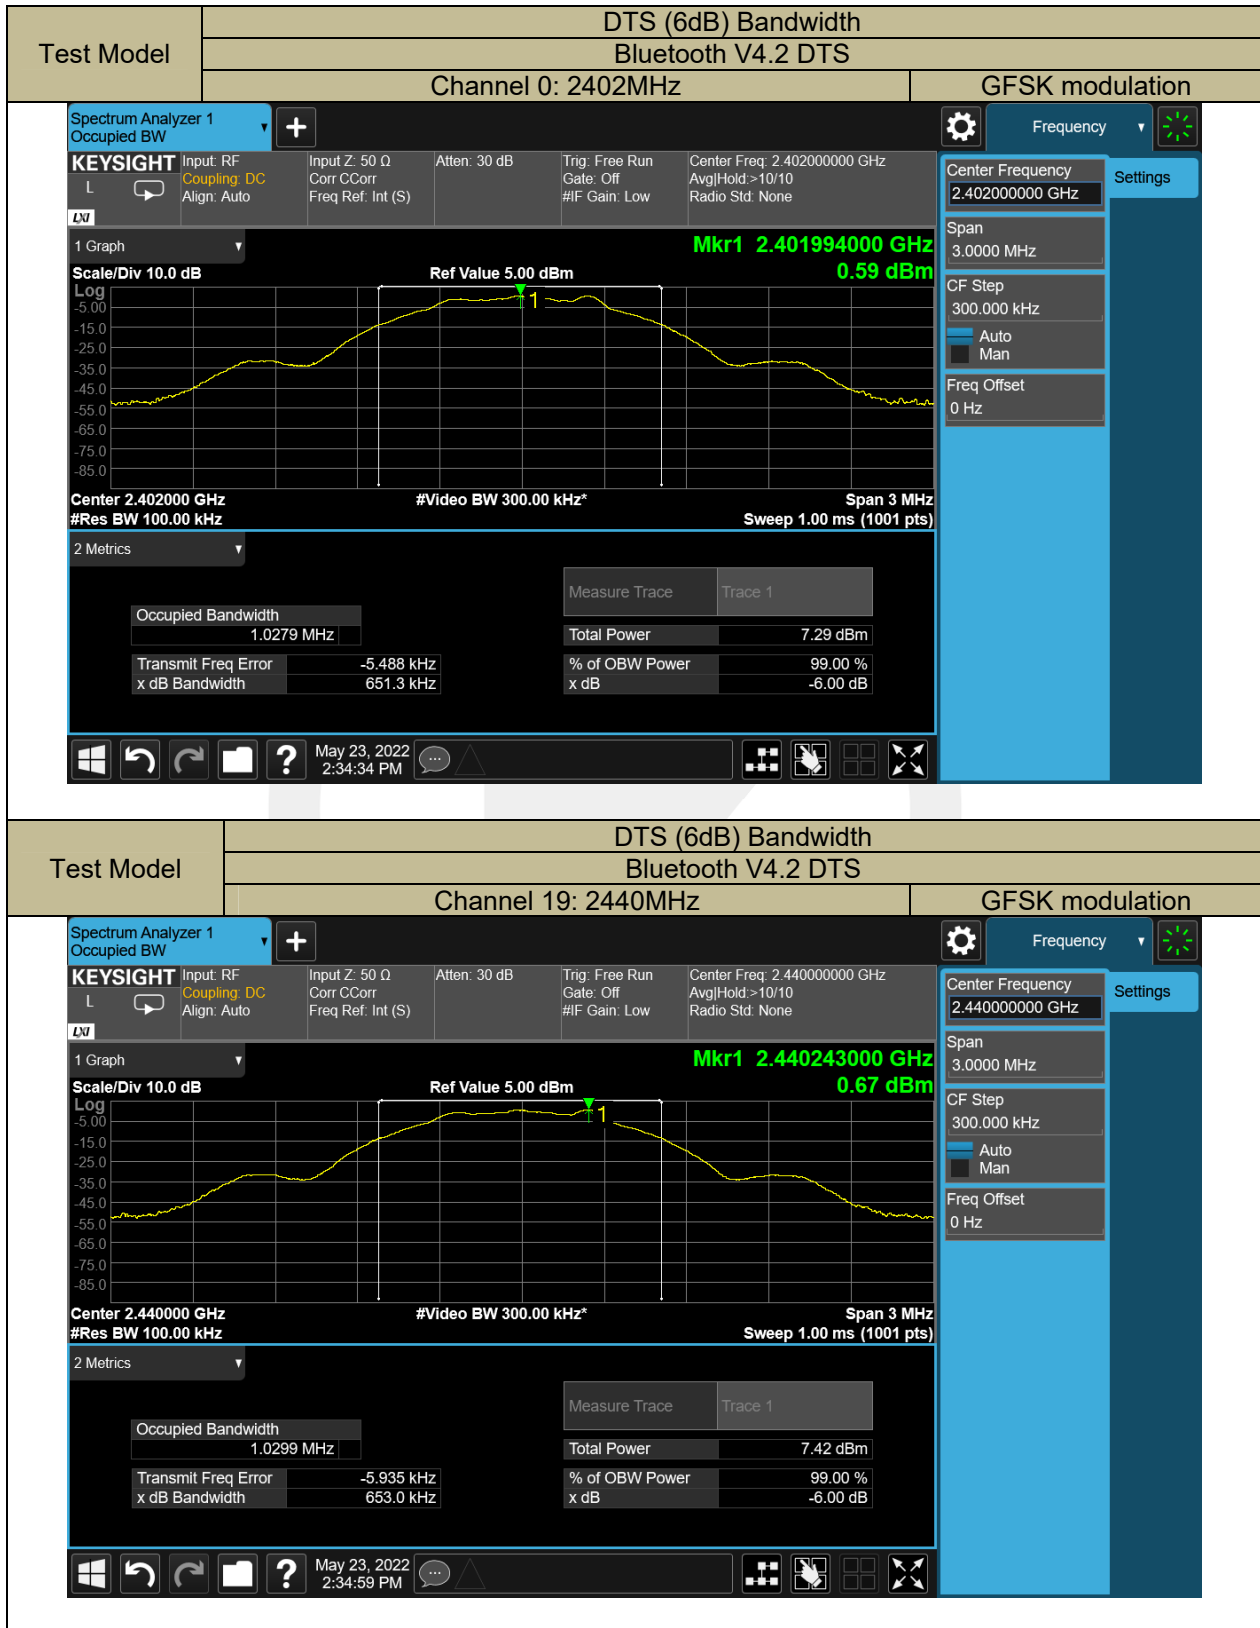 Test Model
DTS (6dB) Bandwidth
Bluetooth V4.2 DTS
Channel 0: 2402MHz GFSK modulation
Spectrum Analyzer 1
Occupied BW
Frequency
KEYSIGHT Input: RF Input Z: 50 Ω Atten: 30 dB Trig: Free Run Center Freq: 2.402000000 GHz
L Coupling: DC Corr CCorr Gate: Off Avg|Hold:>10/10
Align: Auto Freq Ref: Int (S) #IF Gain: Low Radio Std: None
LXI
Center Frequency
2.402000000 GHz
Settings
Span
3.0000 MHz
CF Step
300.000 kHz
Auto
Man
Freq Offset
0 Hz
1 Graph
Mkr1 2.401994000 GHz
Scale/Div 10.0 dB Ref Value 5.00 dBm 0.59 dBm
Log
1
-5.00
-15.0
-25.0
-35.0
-45.0
-55.0
-65.0
-75.0
-85.0
Center 2.402000 GHz #Video BW 300.00 kHz* Span 3 MHz
#Res BW 100.00 kHz Sweep 1.00 ms (1001 pts)
2 Metrics
Measure Trace Trace 1
Occupied Bandwidth
1.0279 MHz
Total Power 7.29 dBm
Transmit Freq Error -5.488 kHz % of OBW Power 99.00 %
x dB Bandwidth 651.3 kHz x dB -6.00 dB
?
May 23, 2022
2:34:34 PM
Test Model
DTS (6dB) Bandwidth
Bluetooth V4.2 DTS
Channel 19: 2440MHz GFSK modulation
Spectrum Analyzer 1
Occupied BW
Frequency
KEYSIGHT Input: RF Input Z: 50 Ω Atten: 30 dB Trig: Free Run Center Freq: 2.440000000 GHz
L Coupling: DC Corr CCorr Gate: Off Avg|Hold:>10/10
Align: Auto Freq Ref: Int (S) #IF Gain: Low Radio Std: None
LXI
Center Frequency
2.440000000 GHz
Settings
Span
3.0000 MHz
CF Step
300.000 kHz
Auto
Man
Freq Offset
0 Hz
1 Graph
Mkr1 2.440243000 GHz
Scale/Div 10.0 dB Ref Value 5.00 dBm 0.67 dBm
Log
1
-5.00
-15.0
-25.0
-35.0
-45.0
-55.0
-65.0
-75.0
-85.0
Center 2.440000 GHz #Video BW 300.00 kHz* Span 3 MHz
#Res BW 100.00 kHz Sweep 1.00 ms (1001 pts)
2 Metrics
Measure Trace Trace 1
Occupied Bandwidth
1.0299 MHz
Total Power 7.42 dBm
Transmit Freq Error -5.935 kHz % of OBW Power 99.00 %
x dB Bandwidth 653.0 kHz x dB -6.00 dB
?
May 23, 2022
2:34:59 PM